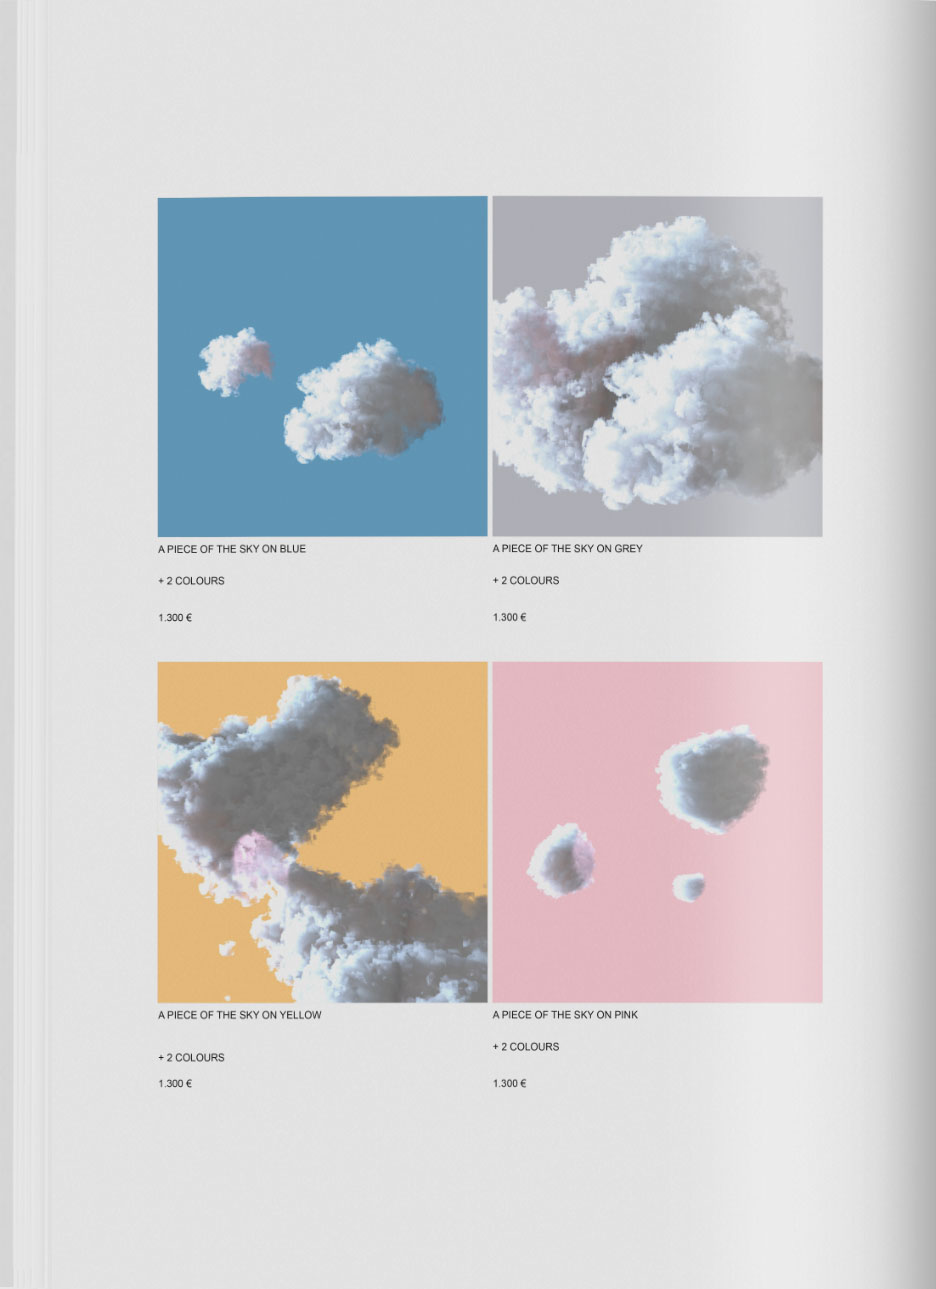 A PIECE OF THE SKY ON BLUE
+ 2 COLOURS
1.300 €
A PIECE OF THE SKY ON GREY
+ 2 COLOURS
1.300 €
A PIECE OF THE SKY ON YELLOW
+ 2 COLOURS
1.300 €
A PIECE OF THE SKY ON PINK
+ 2 COLOURS
1.300 €